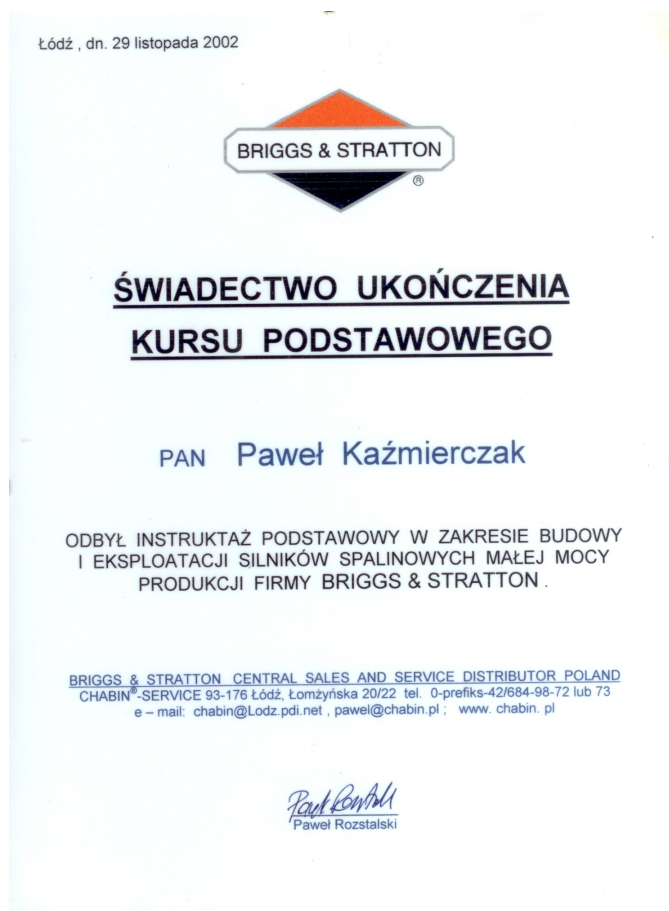 Łódź , dn. 29 listopada 2002
BRIGGS & STRATTON
®
ŚWIADECTWO UKOŃCZENIA
KURSU PODSTAWOWEGO
PAN Paweł Kaźmierczak
ODBYŁ INSTRUKTAŻ PODSTAWOWY W ZAKRESIE BUDOWY
I EKSPLOATACJI SILNIKÓW SPALINOWYCH MAŁEJ MOCY
PRODUKCJI FIRMY BRIGGS & STRATTON .
BRIGGS & STRATTON CENTRAL SALES AND SERVICE DISTRIBUTOR POLAND
CHABIN®-SERVICE 93-176 Łódź, Łomżyńska 20/22 tel. 0-prefiks-42/684-98-72 lub 73
e – mail: chabin@Lodz.pdi.net , pawel@chabin.pl ; www. chabin. pl
Paweł Rozstalski